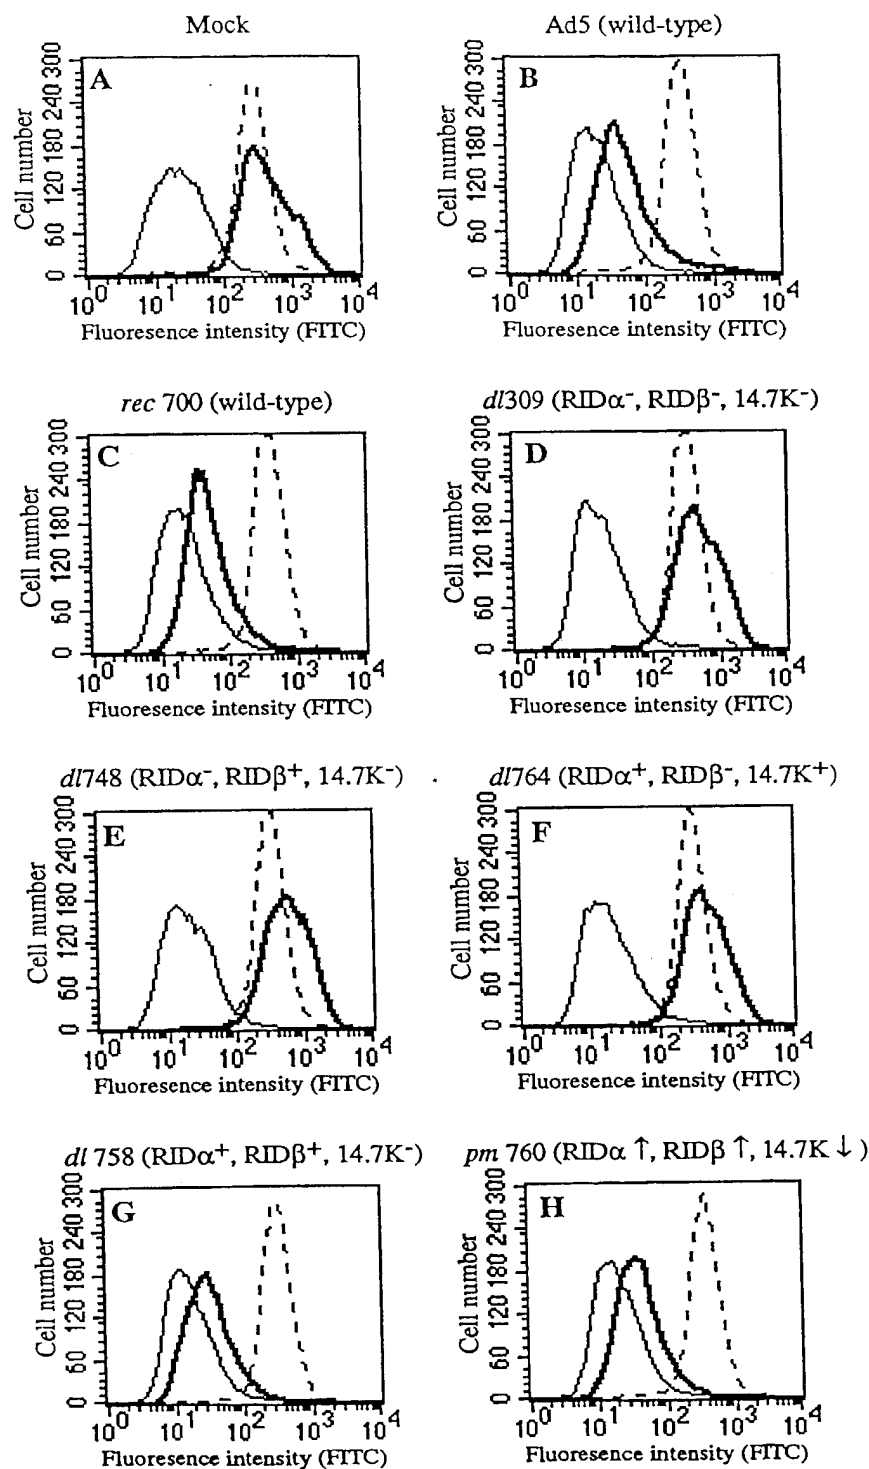 Mock
A
Cell number
0 60 120 180 240 300
10^0 10^1 10^2 10^3 10^4
Fluoresence intensity (FITC)
Ad5 (wild-type)
B
Cell number
0 60 120 180 240 300
10^0 10^1 10^2 10^3 10^4
Fluoresence intensity (FITC)
rec 700 (wild-type)
C
Cell number
0 60 120 180 240 300
10^0 10^1 10^2 10^3 10^4
Fluoresence intensity (FITC)
dl309 (RIDα-, RIDβ-, 14.7K-)
D
Cell number
0 60 120 180 240 300
10^0 10^1 10^2 10^3 10^4
Fluoresence intensity (FITC)
dl748 (RIDα-, RIDβ+, 14.7K-)
E
Cell number
0 60 120 180 240 300
10^0 10^1 10^2 10^3 10^4
Fluoresence intensity (FITC)
dl764 (RIDα+, RIDβ-, 14.7K+)
F
Cell number
0 60 120 180 240 300
10^0 10^1 10^2 10^3 10^4
Fluoresence intensity (FITC)
dl 758 (RIDα+, RIDβ+, 14.7K-)
G
Cell number
0 60 120 180 240 300
10^0 10^1 10^2 10^3 10^4
Fluoresence intensity (FITC)
pm 760 (RIDα ↑, RIDβ ↑, 14.7K ↓ )
H
Cell number
0 60 120 180 240 300
10^0 10^1 10^2 10^3 10^4
Fluoresence intensity (FITC)